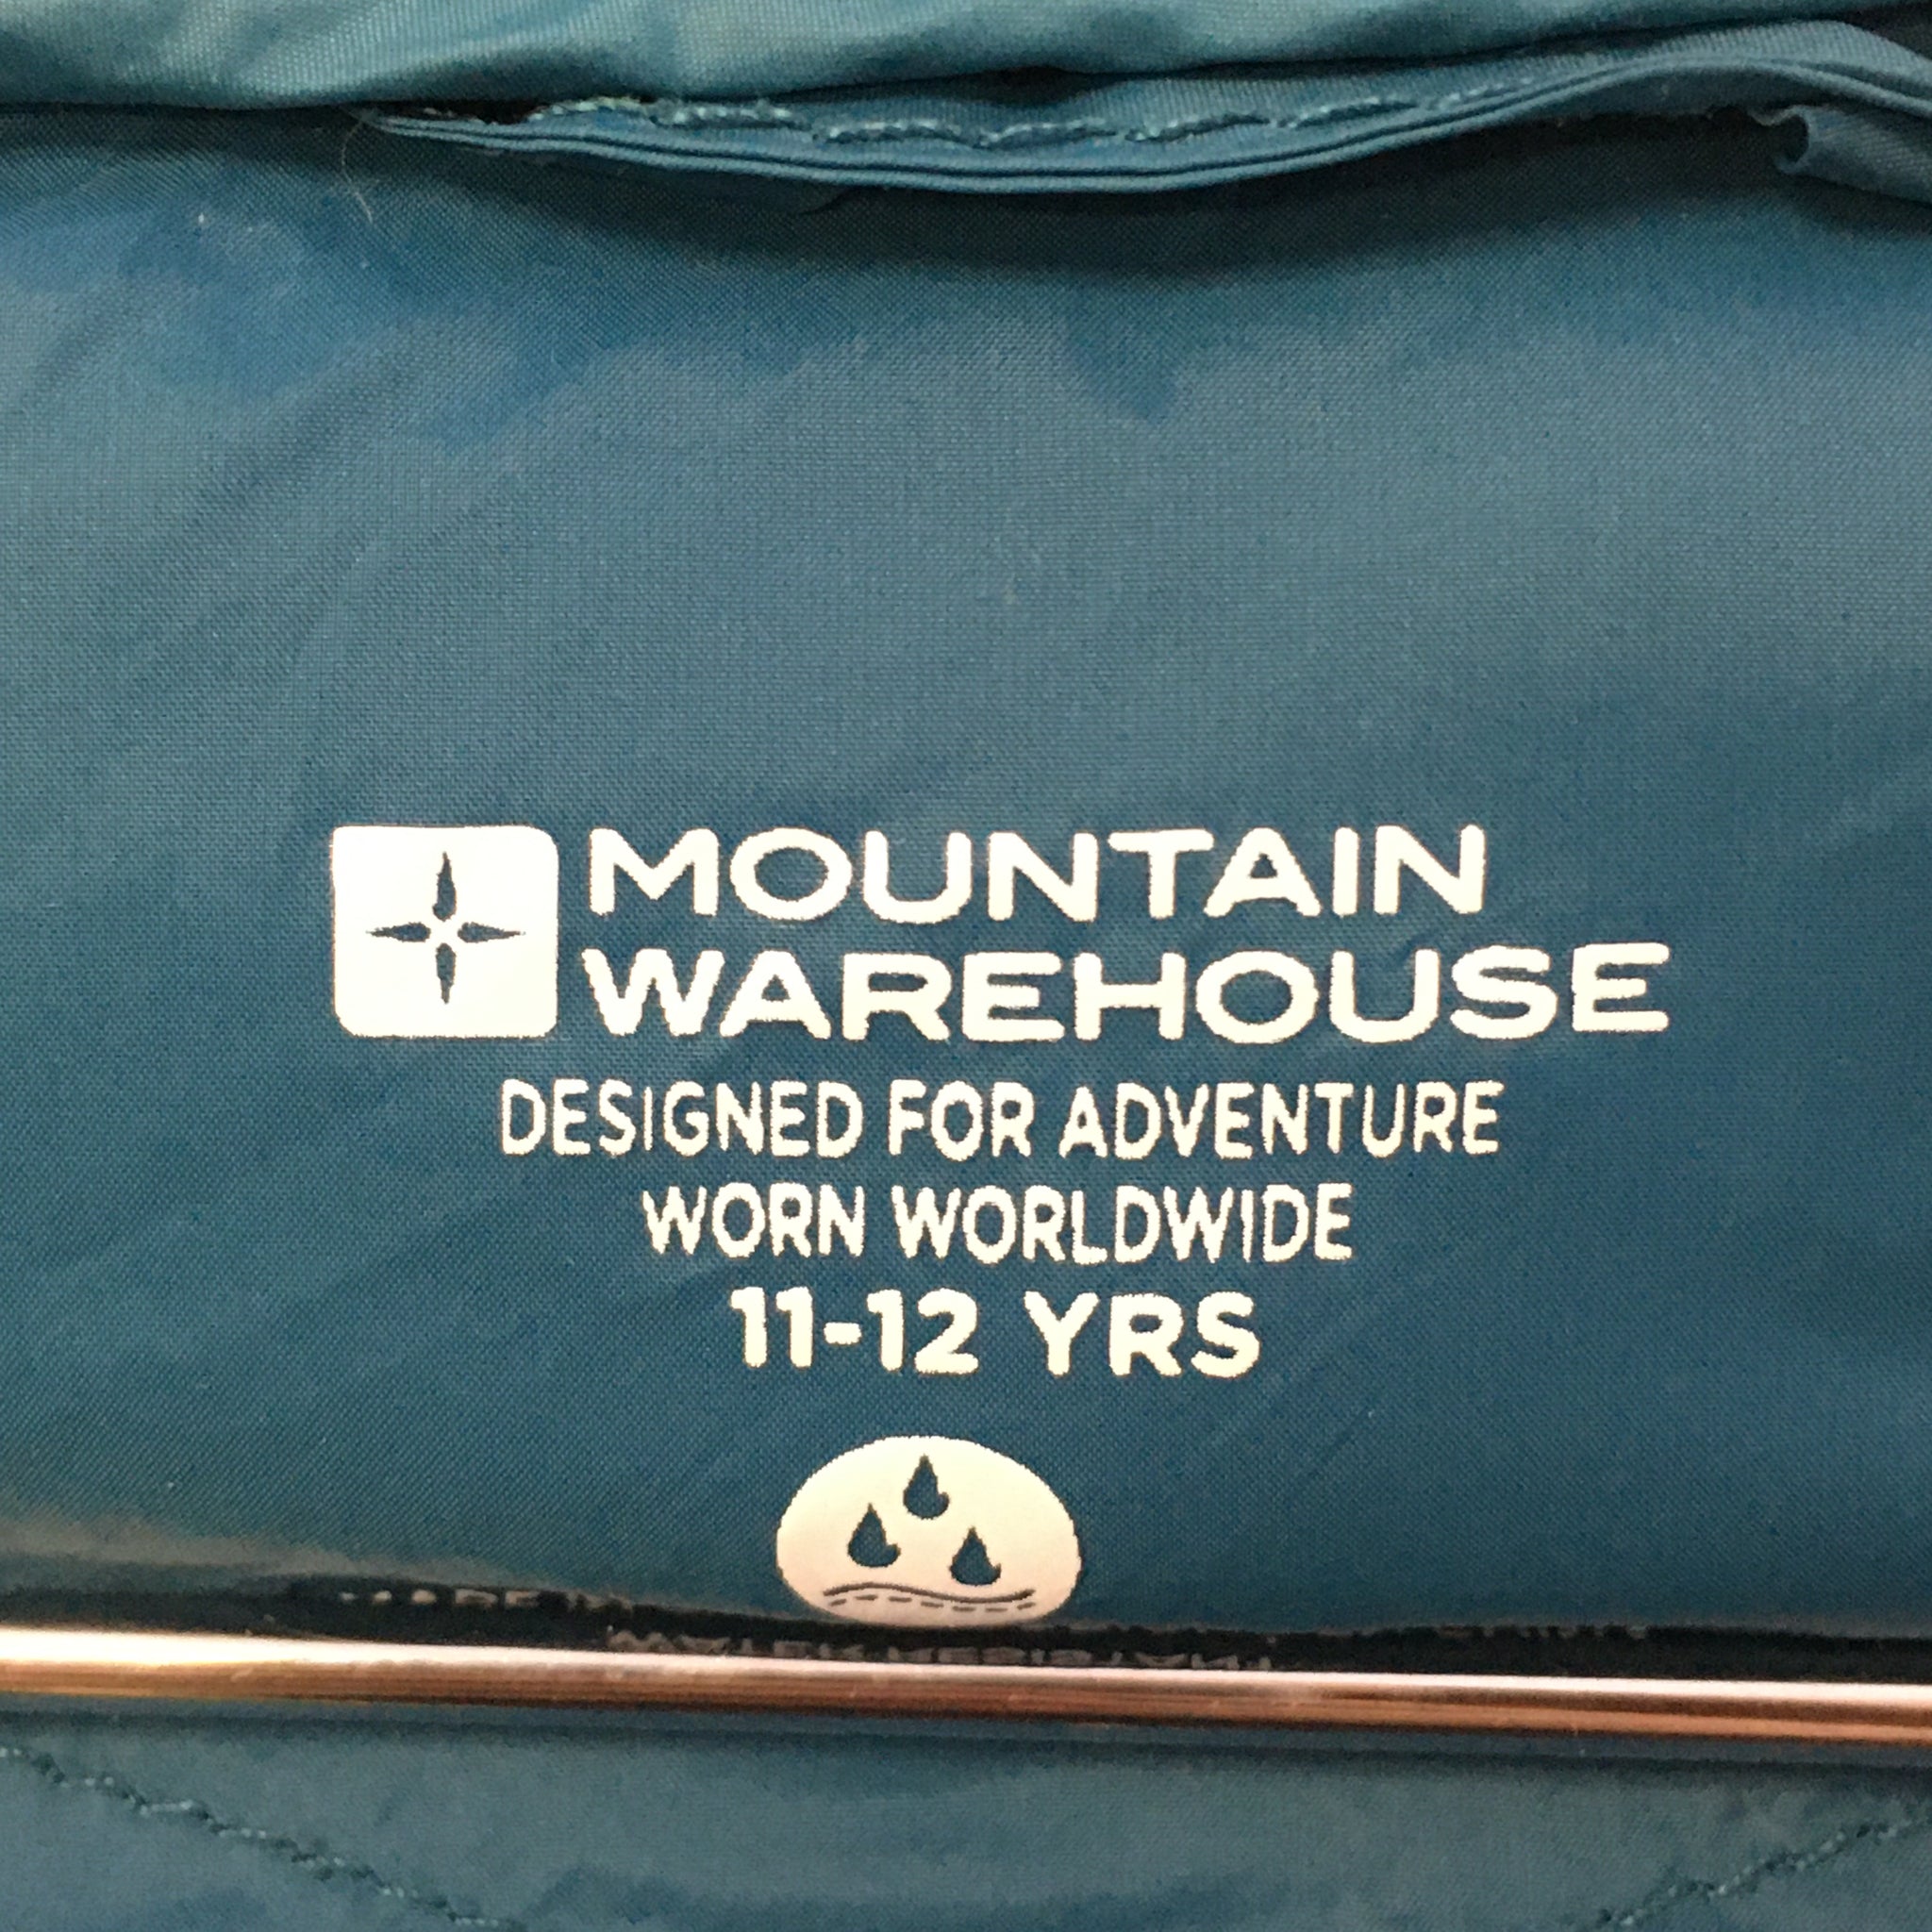 MOUNTAIN
WAREHOUSE
DESIGNED FOR ADVENTURE
WORN WORLDWIDE
11-12 YRS